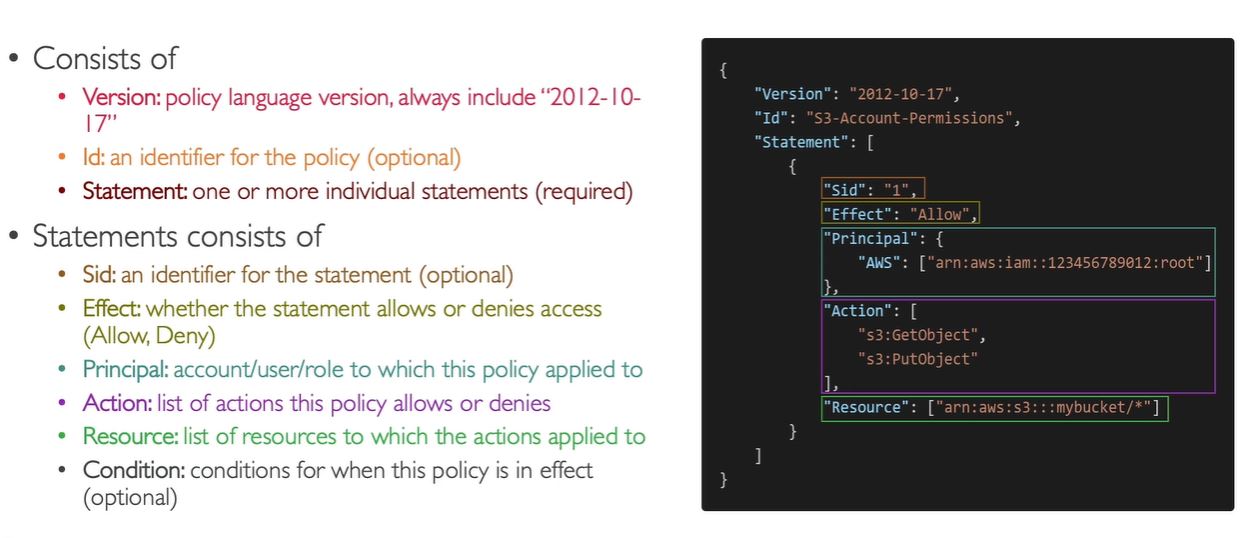 • Consists of
• Version: policy language version, always include “2012-10-
17”
• Id: an identifier for the policy (optional)
• Statement: one or more individual statements (required)
• Statements consists of
• Sid: an identifier for the statement (optional)
• Effect: whether the statement allows or denies access
(Allow, Deny)
• Principal: account/user/role to which this policy applied to
• Action: list of actions this policy allows or denies
• Resource: list of resources to which the actions applied to
• Condition: conditions for when this policy is in effect
(optional)
{
"Version": "2012-10-17",
"Id": "S3-Account-Permissions",
"Statement": [
{
"Sid": "1",
"Effect": "Allow",
"Principal": {
"AWS": ["arn:aws:iam::123456789012:root"]
},
"Action": [
"s3:GetObject",
"s3:PutObject"
],
"Resource": ["arn:aws:s3:::mybucket/*"]
}
]
}